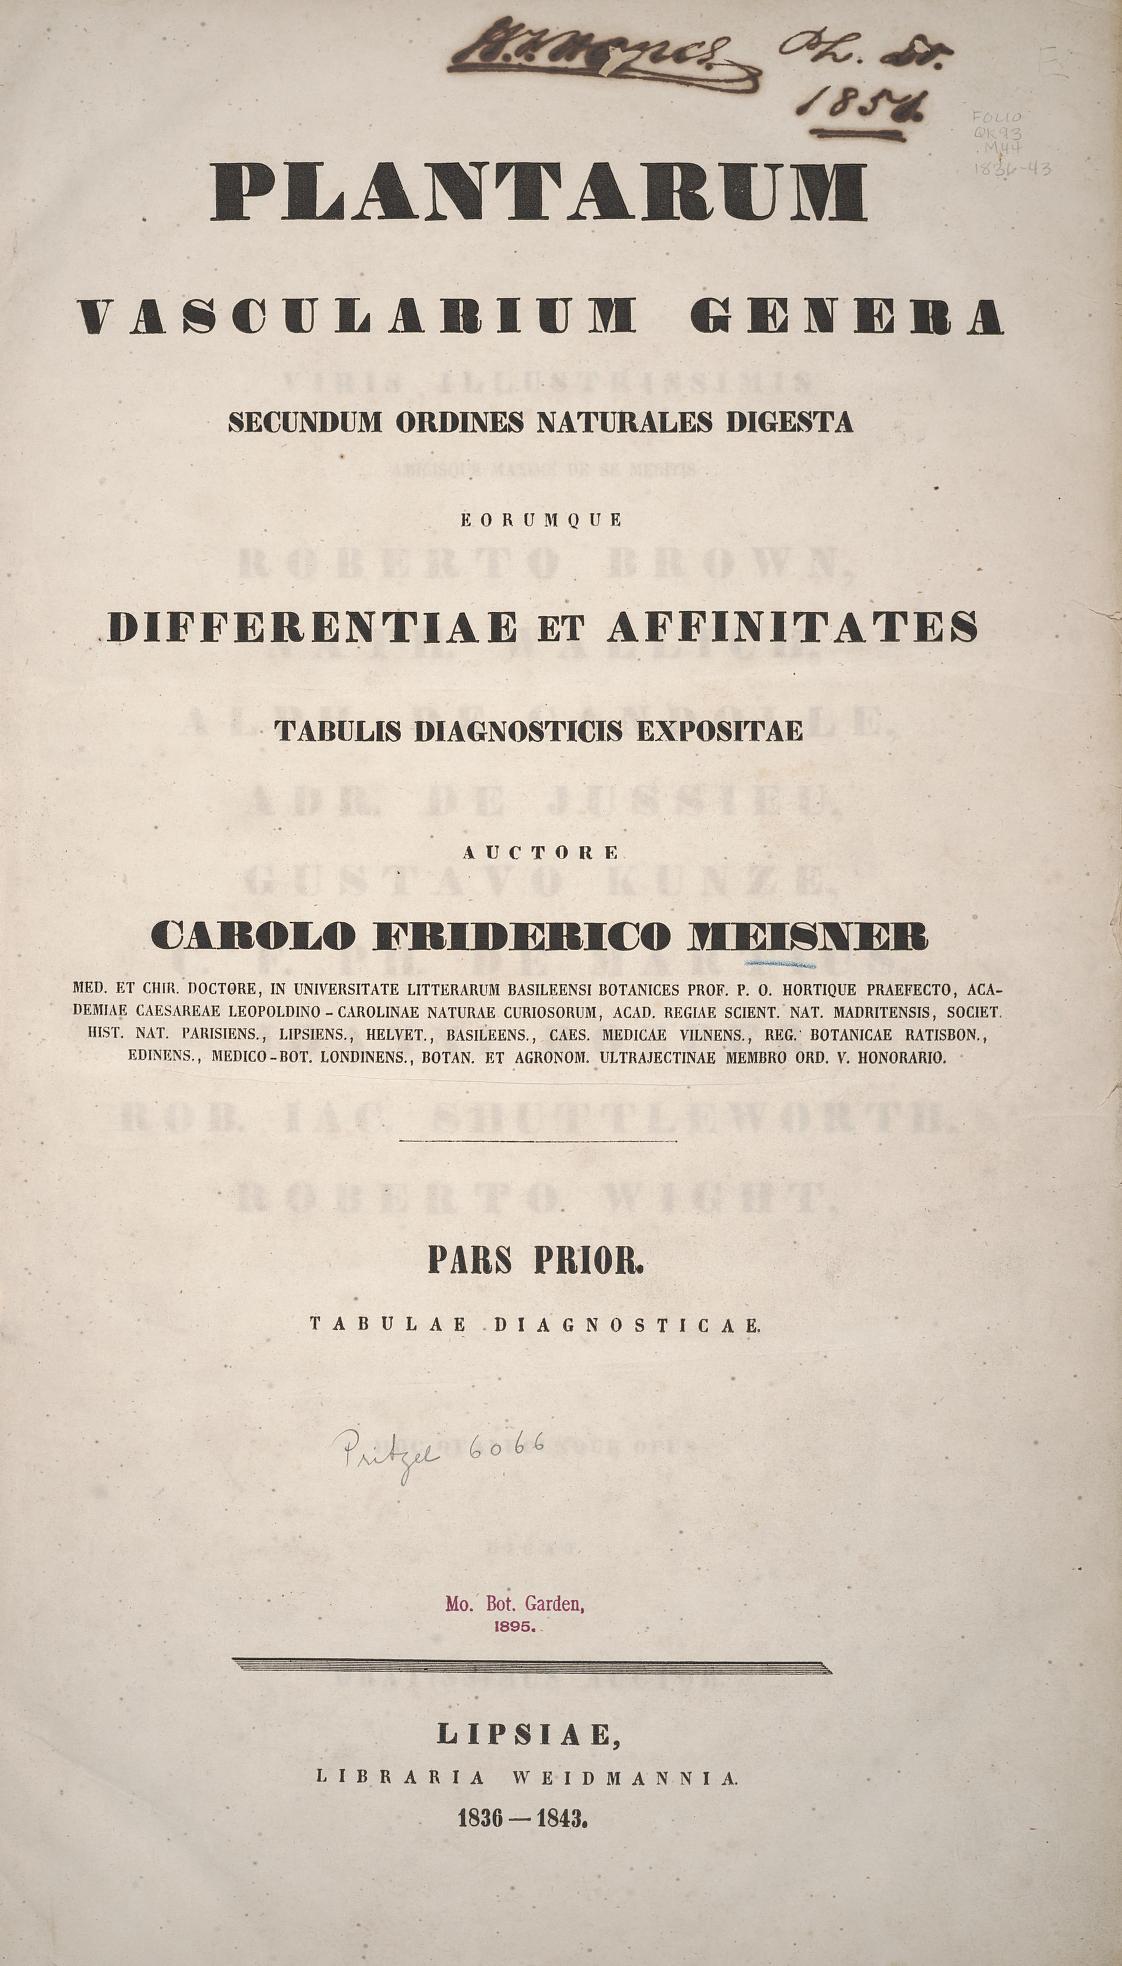 Ph. Dr.
FOLIO
QK93
.M44
1836-43
PLANTARUM
VASCULARIUM GENERA
SECUNDUM ORDINES NATURALES DIGESTA
EORUMQUE
DIFFERENTIAE ET AFFINITATES
TABULIS DIAGNOSTICIS EXPOSITAE
AUCTORE
CAROLO FRIDERICO MEISNER
MED. ET CHIR. DOCTORE, IN UNIVERSITATE LITTERARUM BASILEENSI BOTANICES PROF. P. O. HORTIQUE PRAEFECTO, ACA-
DEMIAE CAESAREAE LEOPOLDINO-CAROLINAE NATURAE CURIOSORUM, ACAD. REGIAE SCIENT. NAT. MADRITENSIS, SOCIET.
HIST. NAT. PARISIENS., LIPSIENS., HELVET., BASILEENS., CAES. MEDICAE VILNENS., REG. BOTANICAE RATISBON.,
EDINENS., MEDICO-BOT. LONDINENS., BOTAN. ET AGRONOM. ULTRAJECTINAE MEMBRO ORD. V. HONORARIO.
PARS PRIOR.
TABULAE DIAGNOSTICAE.
Pritzel 6066
Mo. Bot. Garden,
1895.
LIPSIAE,
LIBRARIA WEIDMANNIA.
1836—1843.